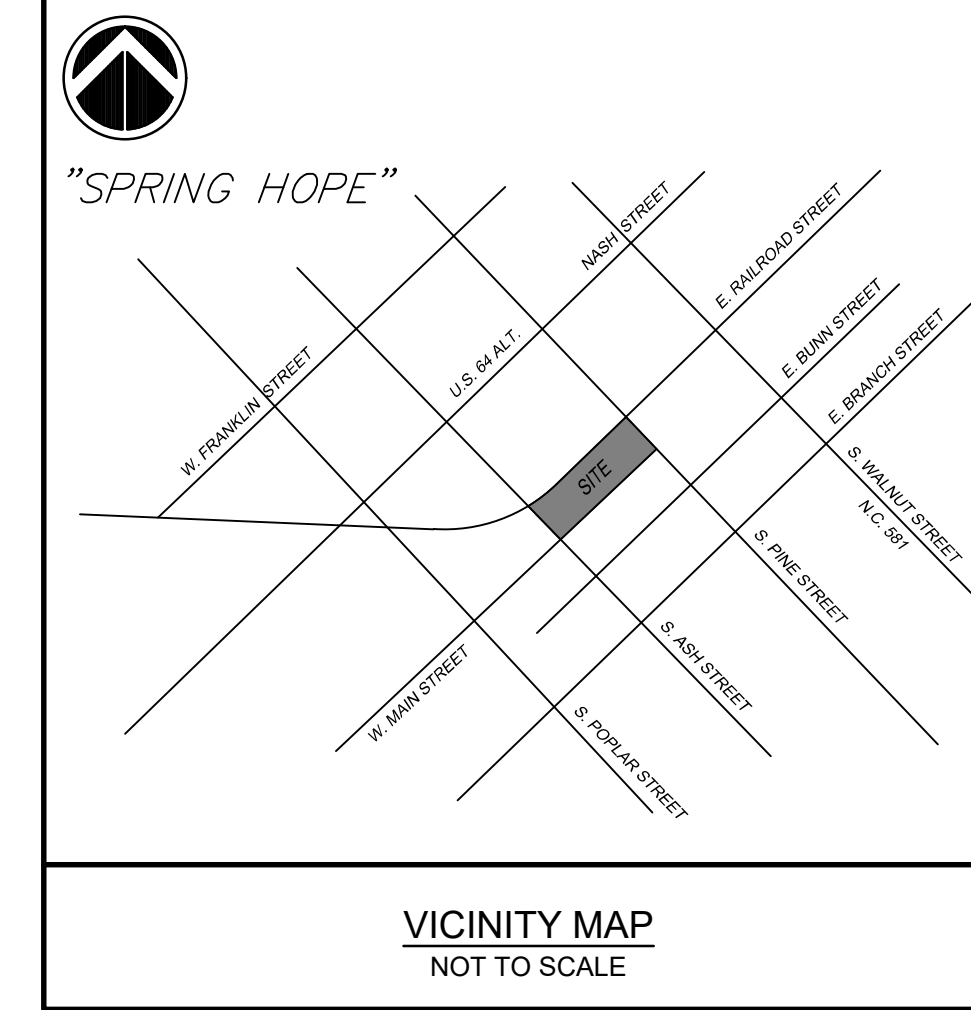 "SPRING HOPE"
NASH STREET
E. RAILROAD STREET
E. BUNN STREET
E. BRANCH STREET
U.S. 64 ALT.
W. FRANKLIN STREET
SITE
S. WALNUT STREET
N.C. 581
S. PINE STREET
S. ASH STREET
W. MAIN STREET
S. POPLAR STREET
VICINITY MAP
NOT TO SCALE